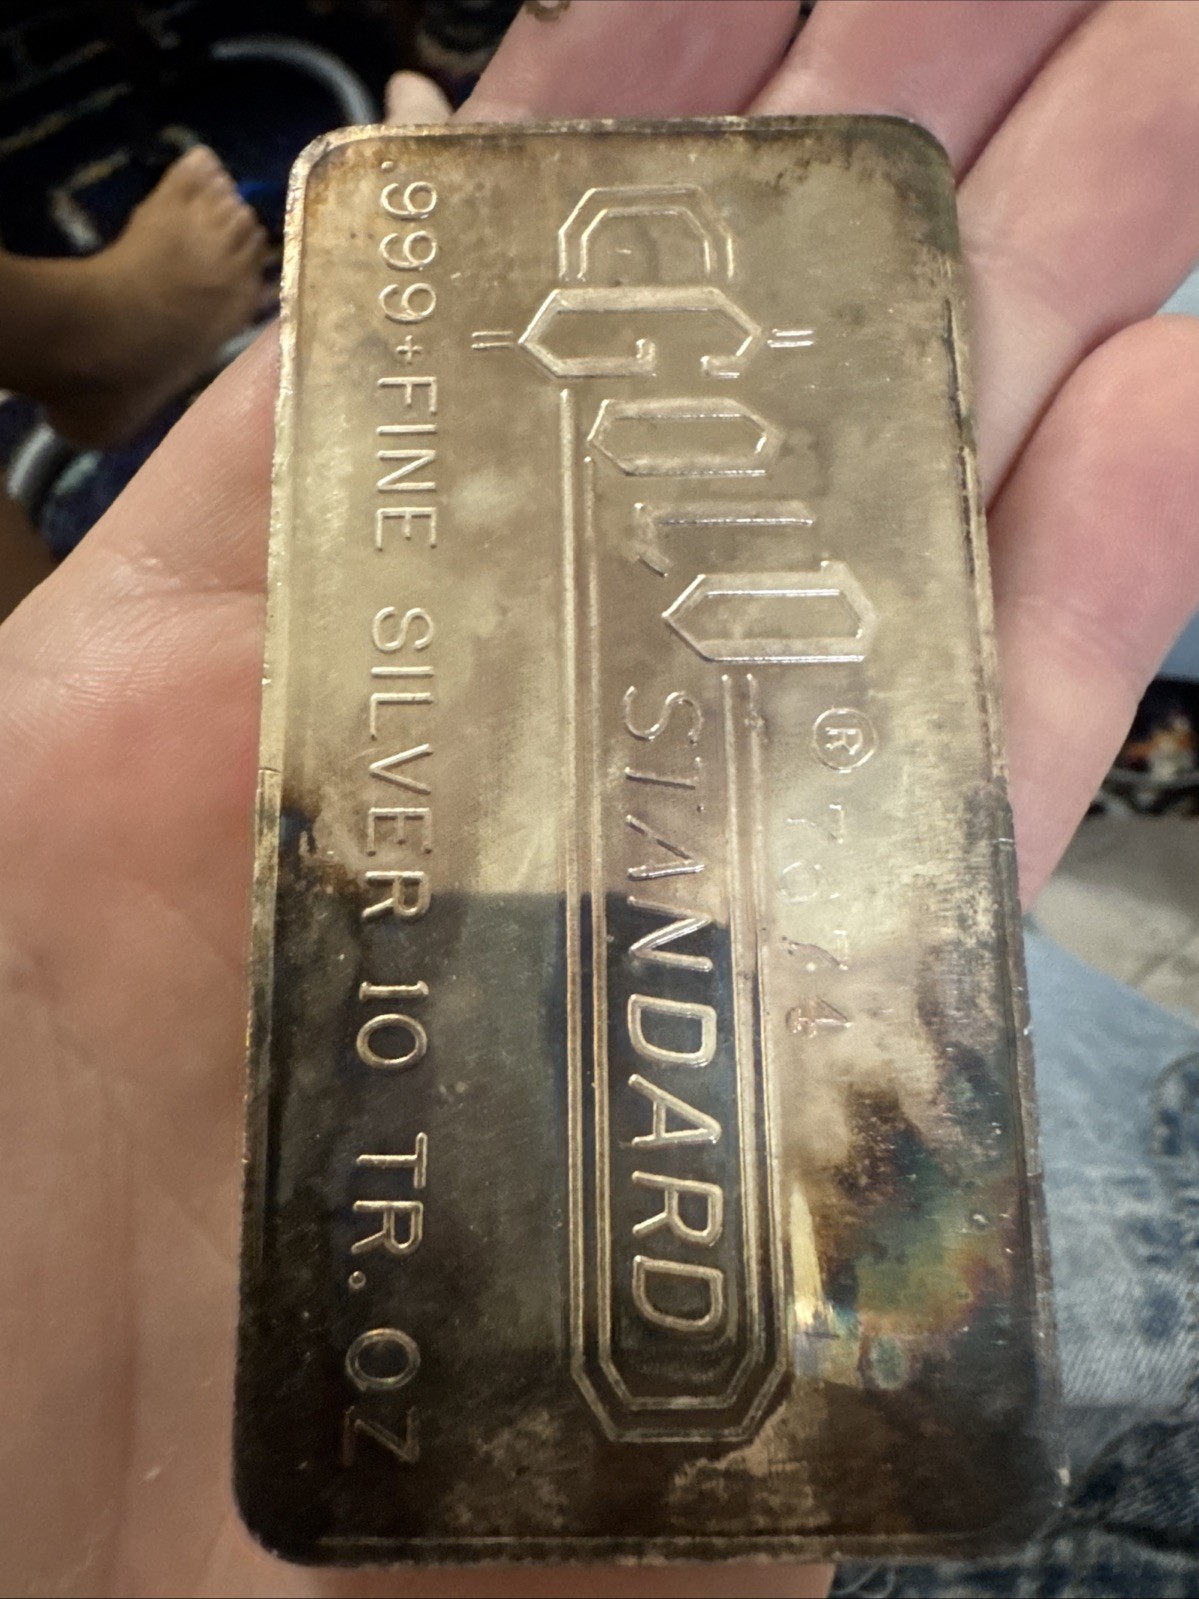 GOLD ®
STANDARD
.999+FINE SILVER 10 TR. OZ